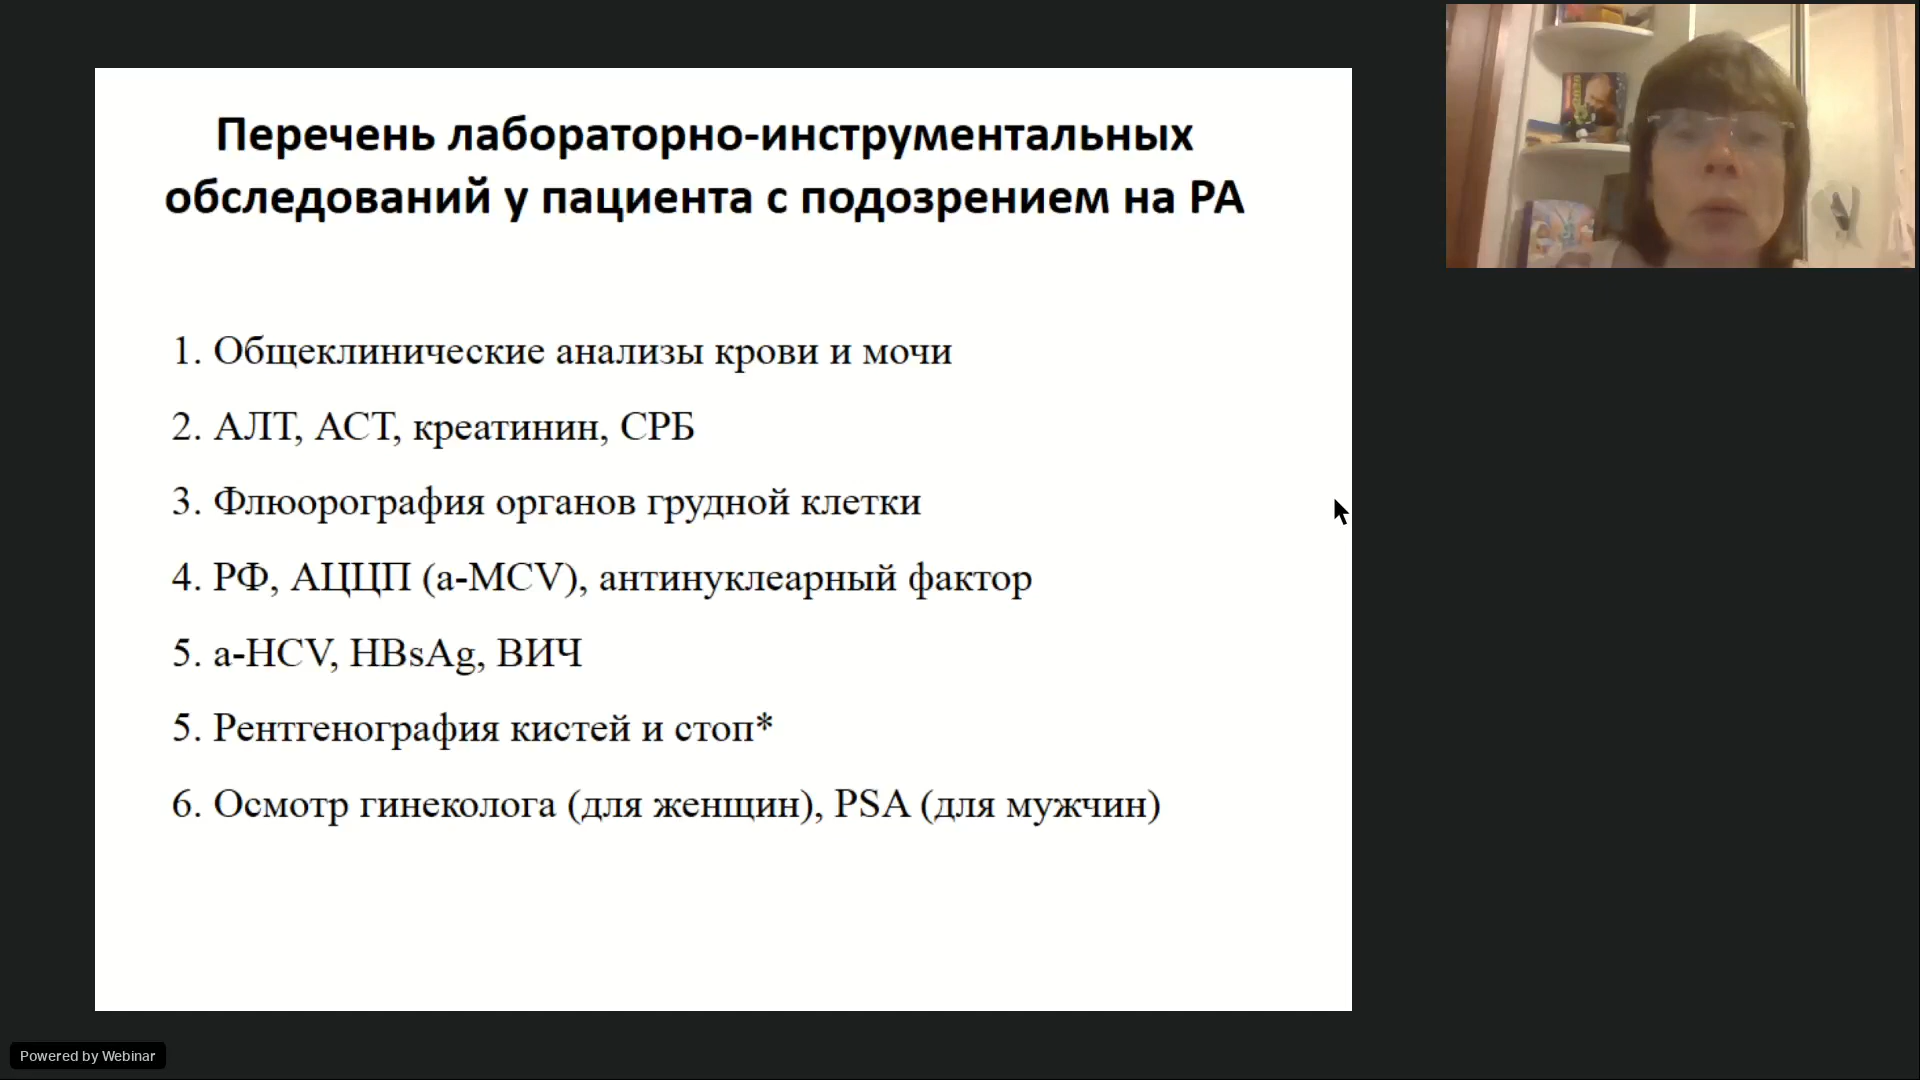 Перечень лабораторно-инструментальных
обследований у пациента с подозрением на РА
1. Общеклинические анализы крови и мочи
2. АЛТ, АСТ, креатинин, СРБ
3. Флюорография органов грудной клетки
4. РФ, АЦЦП (a-MCV), антинуклеарный фактор
5. a-HCV, HBsAg, ВИЧ
5. Рентгенография кистей и стоп*
6. Осмотр гинеколога (для женщин), PSA (для мужчин)
Powered by Webinar